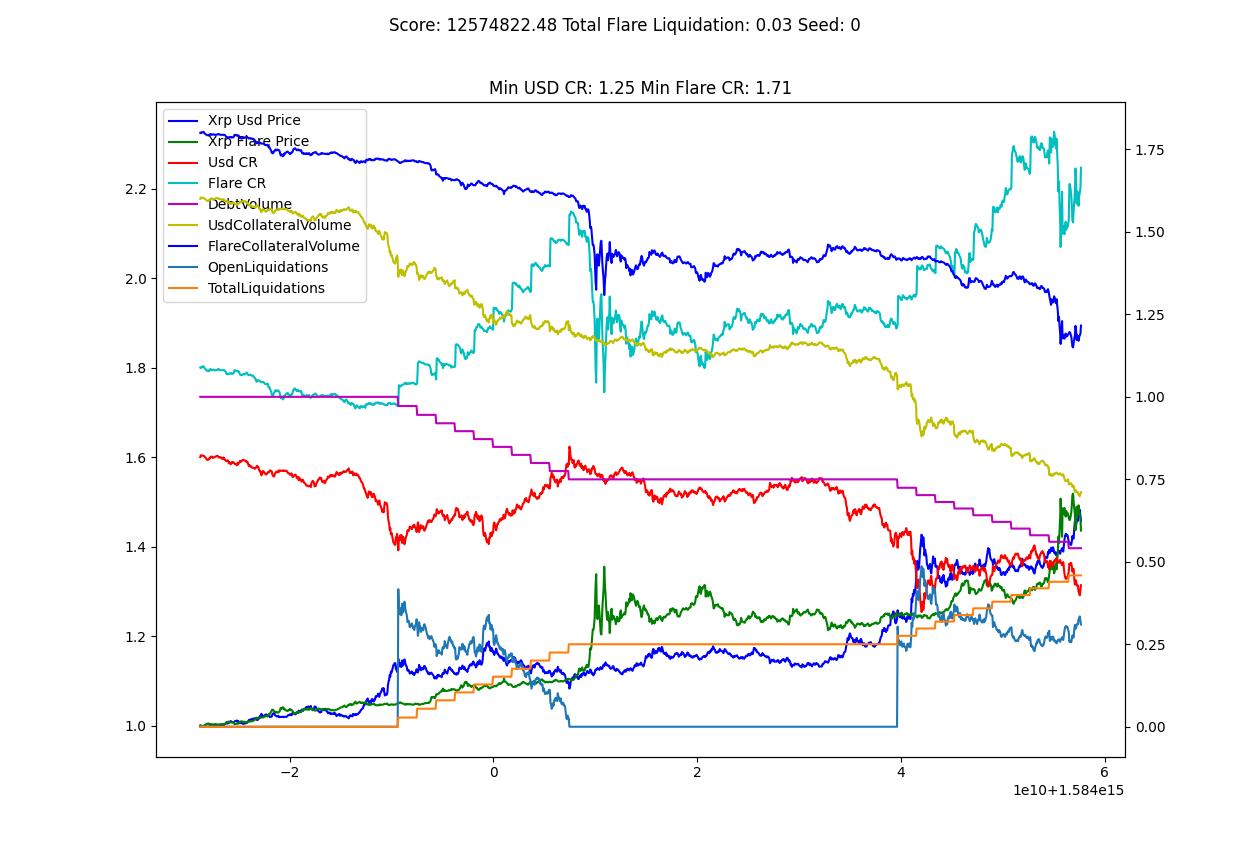 Score: 12574822.48 Total Flare Liquidation: 0.03 Seed: 0
Min USD CR: 1.25 Min Flare CR: 1.71
Xrp Usd Price
Xrp Flare Price
Usd CR
Flare CR
DebtVolume
UsdCollateralVolume
FlareCollateralVolume
OpenLiquidations
TotalLiquidations
2.2
2.0
1.8
1.6
1.4
1.2
1.0
1.75
1.50
1.25
1.00
0.75
0.50
0.25
0.00
−2 0 2 4 6
1e10+1.584e15